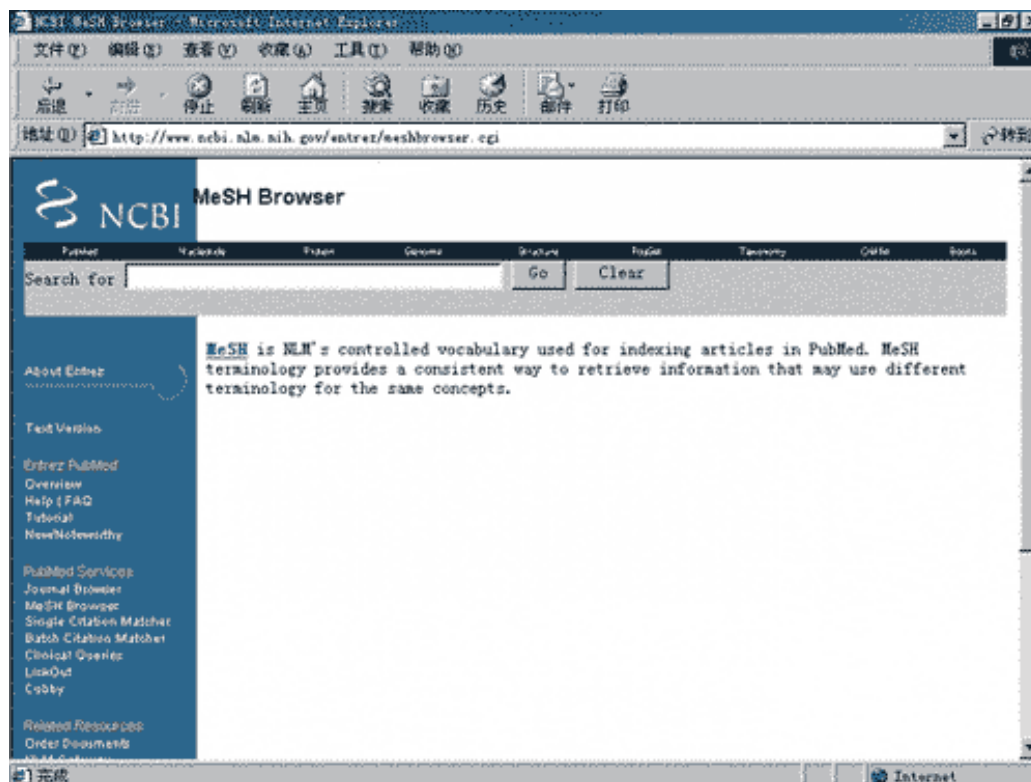 NCBI MeSH Browser - Microsoft Internet Explorer
文件(F) 编辑(E) 查看(V) 收藏(A) 工具(T) 帮助(H)
后退 前进 停止 刷新 主页 搜索 收藏 历史 邮件 打印
地址(D) http://www.ncbi.nlm.nih.gov/entrez/meshbrowser.cgi 转到
NCBI
MeSH Browser
PubMed Nucleotide Protein Genome Structure PopSet Taxonomy OMIM Books
Search for Go Clear
MeSH is NLM's controlled vocabulary used for indexing articles in PubMed. MeSH
terminology provides a consistent way to retrieve information that may use different
terminology for the same concepts.
About Entrez
Text Version
Entrez PubMed
Overview
Help | FAQ
Tutorial
New/Noteworthy
PubMed Services
Journal Browser
MeSH Browser
Single Citation Matcher
Batch Citation Matcher
Clinical Queries
LinkOut
Cubby
Related Resources
Order Documents
完成 Internet